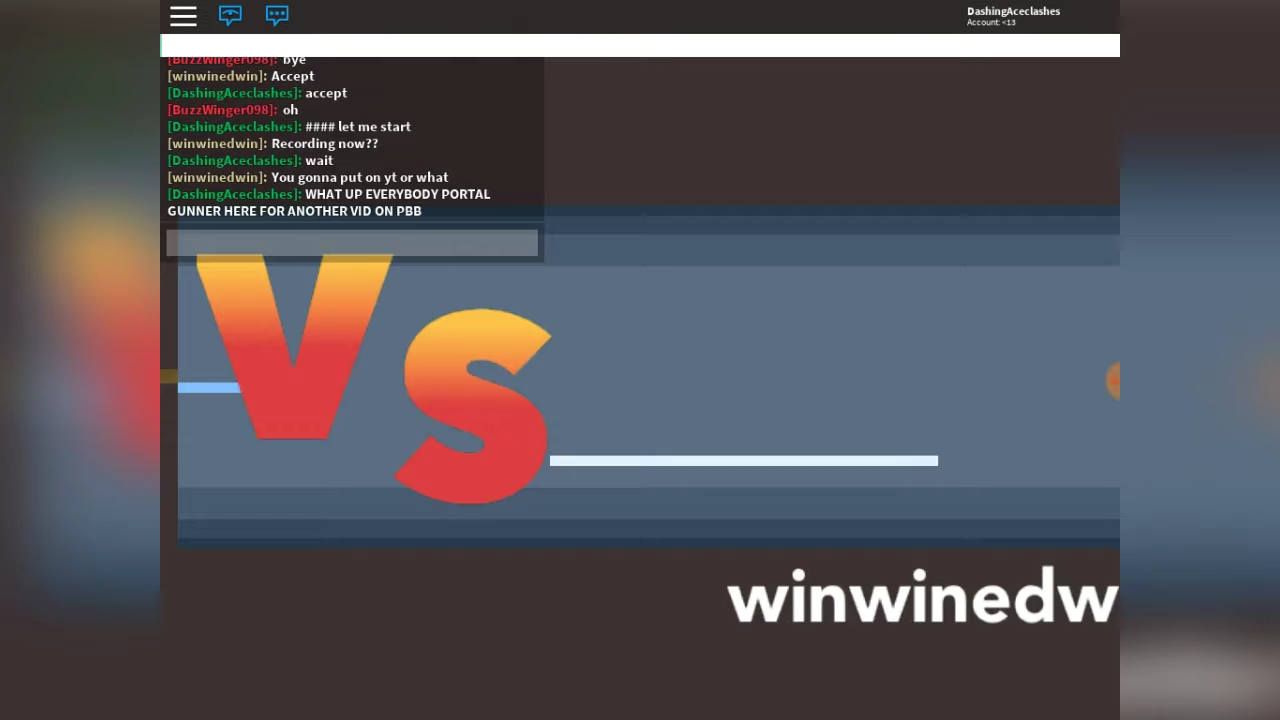 DashingAceclashes
Account: <13
[BuzzWinger098]: bye
[winwinedwin]: Accept
[DashingAceclashes]: accept
[BuzzWinger098]: oh
[DashingAceclashes]: #### let me start
[winwinedwin]: Recording now??
[DashingAceclashes]: wait
[winwinedwin]: You gonna put on yt or what
[DashingAceclashes]: WHAT UP EVERYBODY PORTAL
GUNNER HERE FOR ANOTHER VID ON PBB
Vs
winwinedw